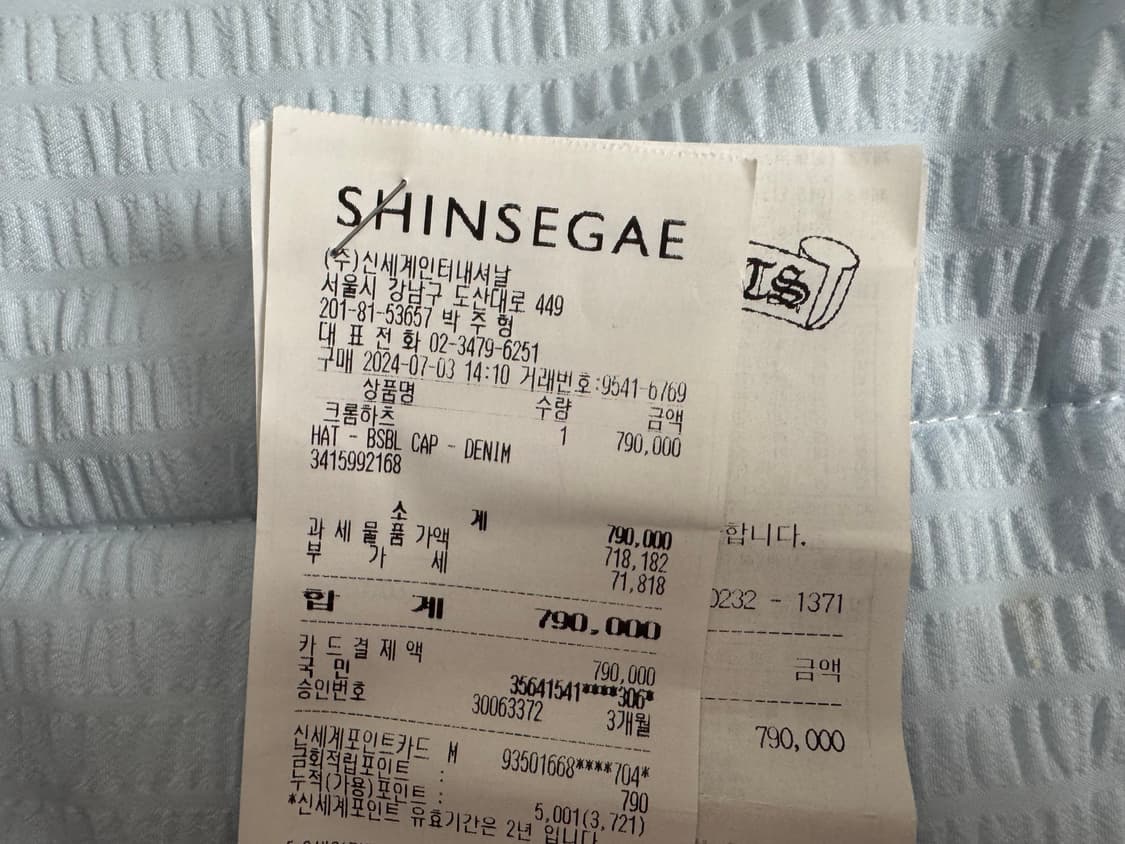 SHINSEGAE
(주)신세계인터내셔날
서울시 강남구 도산대로 449
201-81-53657 박 주 형
대 표 전 화 02-3479-6251
구매 2024-07-03 14:10 거래번호:9541-6769
상품명 수량 금액
크롬하츠
HAT - BSBL CAP - DENIM 1 790,000
3415992168
소 계 790,000
과 세 물 품 가액 718,182
부 가 세 71,818
합 계 790,000
카 드 결 제 액 790,000
국 민 35641541****306*
승인번호 30063372 3개월
신세계포인트카드 M 93501668****704*
금회적립포인트 : 790
누적(가용)포인트 : 5,001(3,721)
*신세계포인트 유효기간은 2년 입니다
IS
합니다.
0232 - 1371
금액
790,000